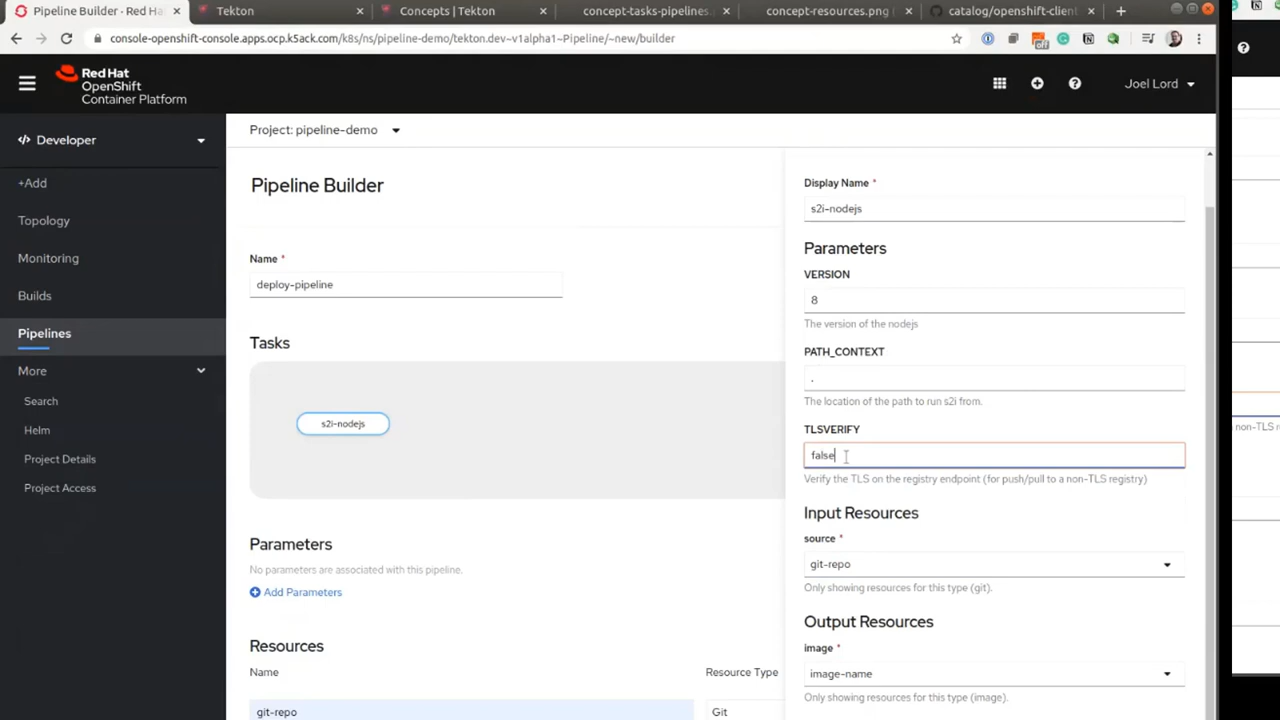 Pipeline Builder · Red Ha
Tekton
Concepts | Tekton
concept-tasks-pipelines.
concept-resources.png
catalog/openshift-client
console-openshift-console.apps.ocp.k5ack.com/k8s/ns/pipeline-demo/tekton.dev~v1alpha1~Pipeline/~new/builder
off
Red Hat
OpenShift
Container Platform
Joel Lord
</> Developer
Project: pipeline-demo
+Add
Topology
Monitoring
Builds
Pipelines
More
Search
Helm
Project Details
Project Access
Pipeline Builder
Name *
deploy-pipeline
Tasks
s2i-nodejs
Parameters
No parameters are associated with this pipeline.
Add Parameters
Resources
Name
Resource Type
git-repo
Git
Display Name *
s2i-nodejs
Parameters
VERSION
8
The version of the nodejs
PATH_CONTEXT
.
The location of the path to run s2i from.
TLSVERIFY
false
Verify the TLS on the registry endpoint (for push/pull to a non-TLS registry)
Input Resources
source *
git-repo
Only showing resources for this type (git).
Output Resources
image *
image-name
Only showing resources for this type (image).
non-TLS r